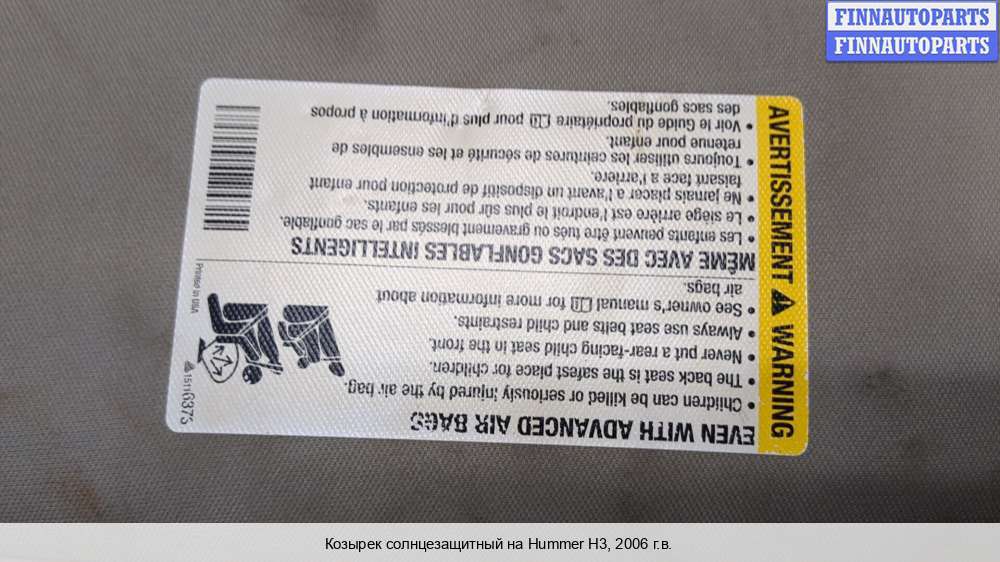 FINNAUTOPARTS
FINNAUTOPARTS
AVERTISSEMENT WARNING
EVEN WITH ADVANCED AIR BAGS
• Children can be killed or seriously injured by the air bag.
• The back seat is the safest place for children.
• Never put a rear-facing child seat in the front.
• Always use seat belts and child restraints.
• See owner's manual for more information about
air bags.
MÊME AVEC DES SACS GONFLABLES INTELLIGENTS
• Les enfants peuvent être tués ou gravement blessés par le sac gonflable.
• Le siège arrière est l'endroit le plus sûr pour les enfants.
• Ne jamais placer à l'avant un dispositif de protection pour enfant
faisant face a l'arrière.
• Toujours utiliser les ceintures de sécurité et les ensembles de
retenue pour enfant.
• Voir le Guide du propriétaire pour plus d'information à propos
des sacs gonflables.
Printed in USA
15116373
Козырек солнцезащитный на Hummer H3, 2006 г.в.